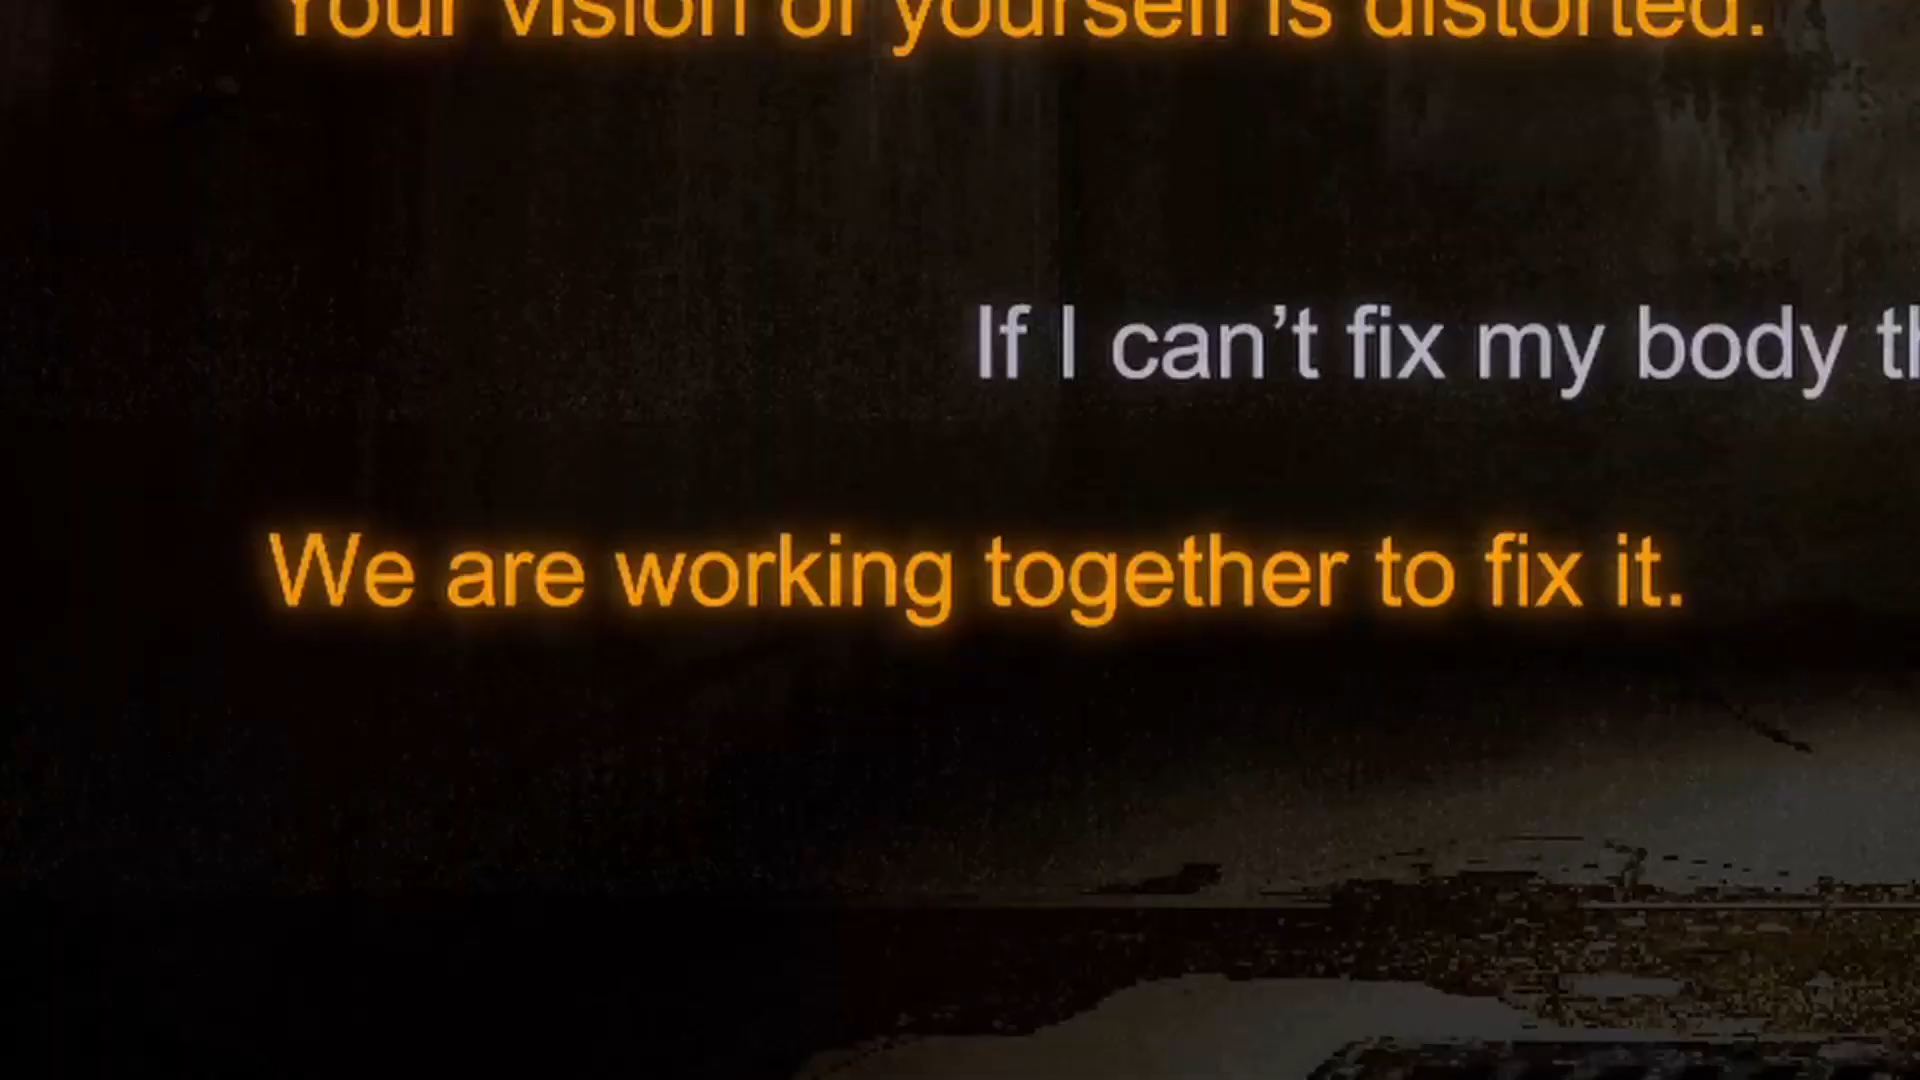 Your vision of yourself is distorted.
If I can’t fix my body
We are working together to fix it.